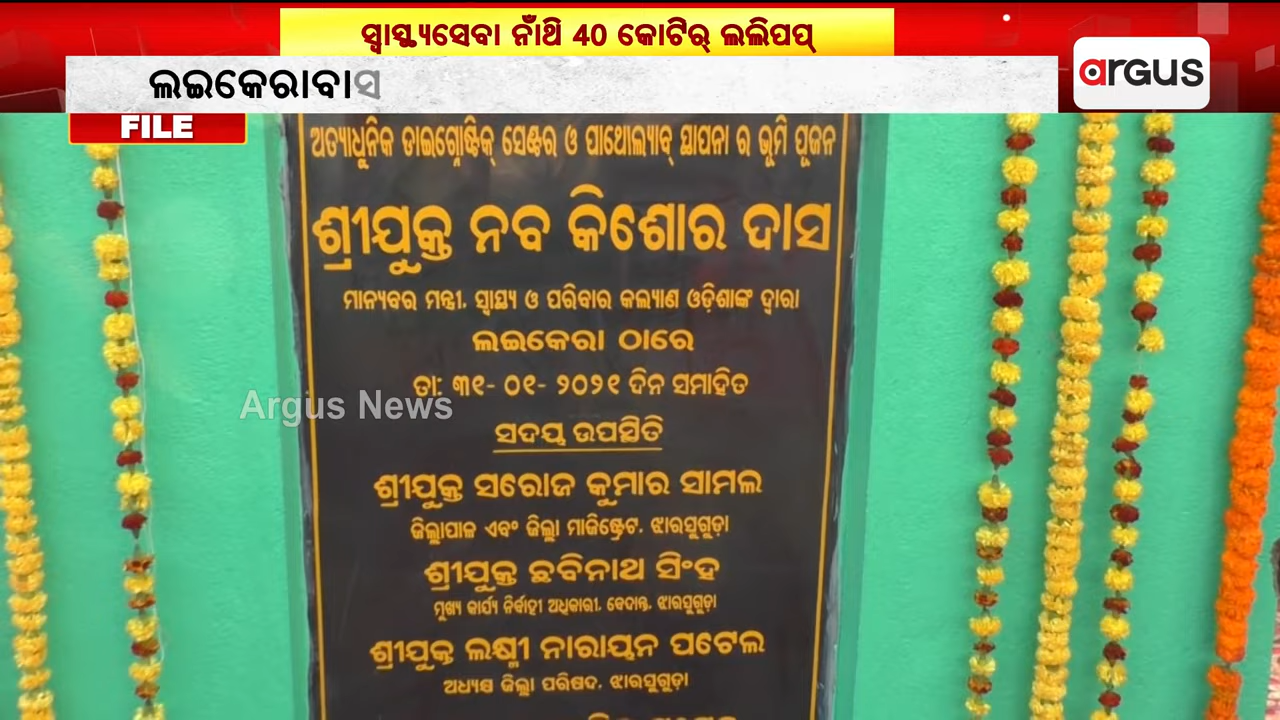 ସ୍ୱାସ୍ଥ୍ୟସେବା ନାଁଥି 40 କୋଟିର୍ ଲଲିପପ୍
argus
ଲଇକେରାବାସ
FILE
ଅତ୍ୟାଧୁନିକ ଡାଇଗ୍ନୋଷ୍ଟିକ୍ ସେଣ୍ଟର ଓ ପାଥୋଲ୍ୟାବ୍ ସ୍ଥାପନା ର ଭୂମି ପୂଜନ
ଶ୍ରୀଯୁକ୍ତ ନବ କିଶୋର ଦାସ
ମାନ୍ୟବର ମନ୍ତ୍ରୀ, ସ୍ୱାସ୍ଥ୍ୟ ଓ ପରିବାର କଲ୍ୟାଣ ଓଡ଼ିଶାଙ୍କ ଦ୍ୱାରା
ଲଇକେରା ଠାରେ
ତା: ୩୧- ୦୧- ୨୦୨୧ ଦିନ ସମାହିତ
Argus News
ସଦୟ ଉପସ୍ଥିତି
ଶ୍ରୀଯୁକ୍ତ ସରୋଜ କୁମାର ସାମଲ
ଜିଲ୍ଲାପାଳ ଏବଂ ଜିଲ୍ଲା ମାଜିଷ୍ଟ୍ରେଟ, ଝାରସୁଗୁଡ଼ା
ଶ୍ରୀଯୁକ୍ତ ଛବିନାଥ ସିଂହ
ମୁଖ୍ୟ କାର୍ଯ୍ୟ ନିର୍ବାହୀ ଅଧିକାରୀ, ବେଦାନ୍ତ, ଝାରସୁଗୁଡ଼ା
ଶ୍ରୀଯୁକ୍ତ ଲକ୍ଷ୍ମୀ ନାରାୟନ ପଟେଲ
ଅଧ୍ୟକ୍ଷ ଜିଲ୍ଲା ପରିଷଦ, ଝାରସୁଗୁଡ଼ା